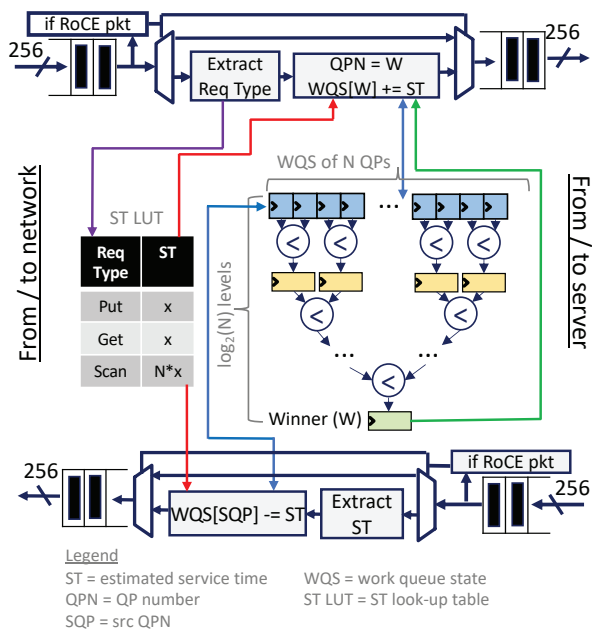 if RoCE pkt
256
256
Extract
Req Type
QPN = W
WQS[W] += ST
WQS of N QPs
From / to network
ST LUT
Req
Type
ST
Put
x
Get
x
Scan
N*x
log2(N) levels
...
<
<
<
<
<
<
...
...
<
Winner (W)
From / to server
if RoCE pkt
256
256
WQS[SQP] -= ST
Extract
ST
Legend
ST = estimated service time
QPN = QP number
SQP = src QPN
WQS = work queue state
ST LUT = ST look-up table